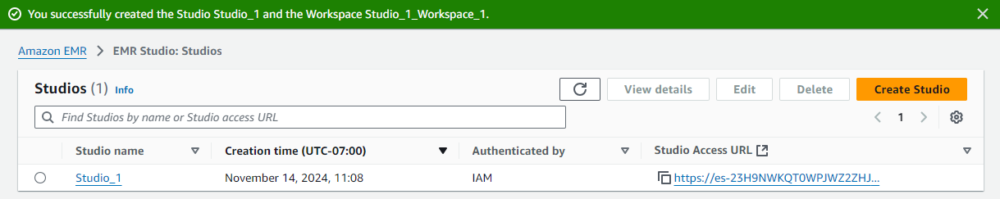 You successfully created the Studio Studio_1 and the Workspace Studio_1_Workspace_1.
Amazon EMR > EMR Studio: Studios
Studios (1) Info View details Edit Delete Create Studio
Find Studios by name or Studio access URL 1
Studio name Creation time (UTC-07:00) Authenticated by Studio Access URL
Studio_1 November 14, 2024, 11:08 IAM https://es-23H9NWKQT0WPJWZ2ZHJ...